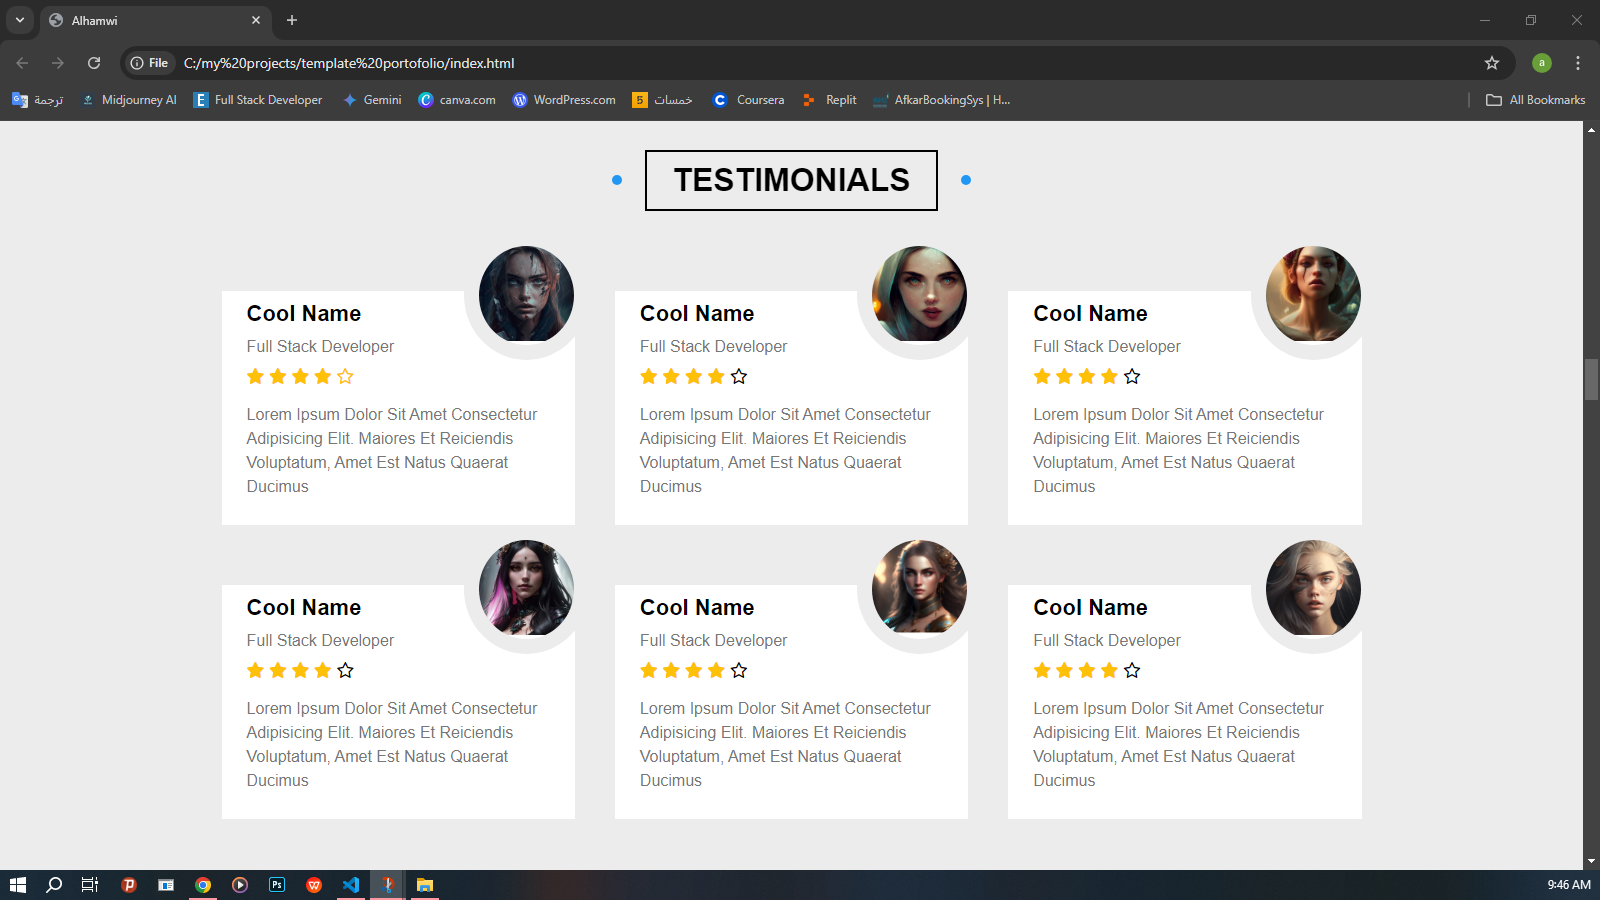 Alhamwi
File
C:/my%20projects/template%20portofolio/index.html
a
ترجمة
Midjourney AI
E
Full Stack Developer
Gemini
canva.com
WordPress.com
5
خمسات
Coursera
Replit
AfkarBookingSys | H...
All Bookmarks
TESTIMONIALS
Cool Name
Full Stack Developer
Lorem Ipsum Dolor Sit Amet Consectetur
Adipisicing Elit. Maiores Et Reiciendis
Voluptatum, Amet Est Natus Quaerat
Ducimus
Cool Name
Full Stack Developer
Lorem Ipsum Dolor Sit Amet Consectetur
Adipisicing Elit. Maiores Et Reiciendis
Voluptatum, Amet Est Natus Quaerat
Ducimus
Cool Name
Full Stack Developer
Lorem Ipsum Dolor Sit Amet Consectetur
Adipisicing Elit. Maiores Et Reiciendis
Voluptatum, Amet Est Natus Quaerat
Ducimus
Cool Name
Full Stack Developer
Lorem Ipsum Dolor Sit Amet Consectetur
Adipisicing Elit. Maiores Et Reiciendis
Voluptatum, Amet Est Natus Quaerat
Ducimus
Cool Name
Full Stack Developer
Lorem Ipsum Dolor Sit Amet Consectetur
Adipisicing Elit. Maiores Et Reiciendis
Voluptatum, Amet Est Natus Quaerat
Ducimus
Cool Name
Full Stack Developer
Lorem Ipsum Dolor Sit Amet Consectetur
Adipisicing Elit. Maiores Et Reiciendis
Voluptatum, Amet Est Natus Quaerat
Ducimus
Ps
9:46 AM